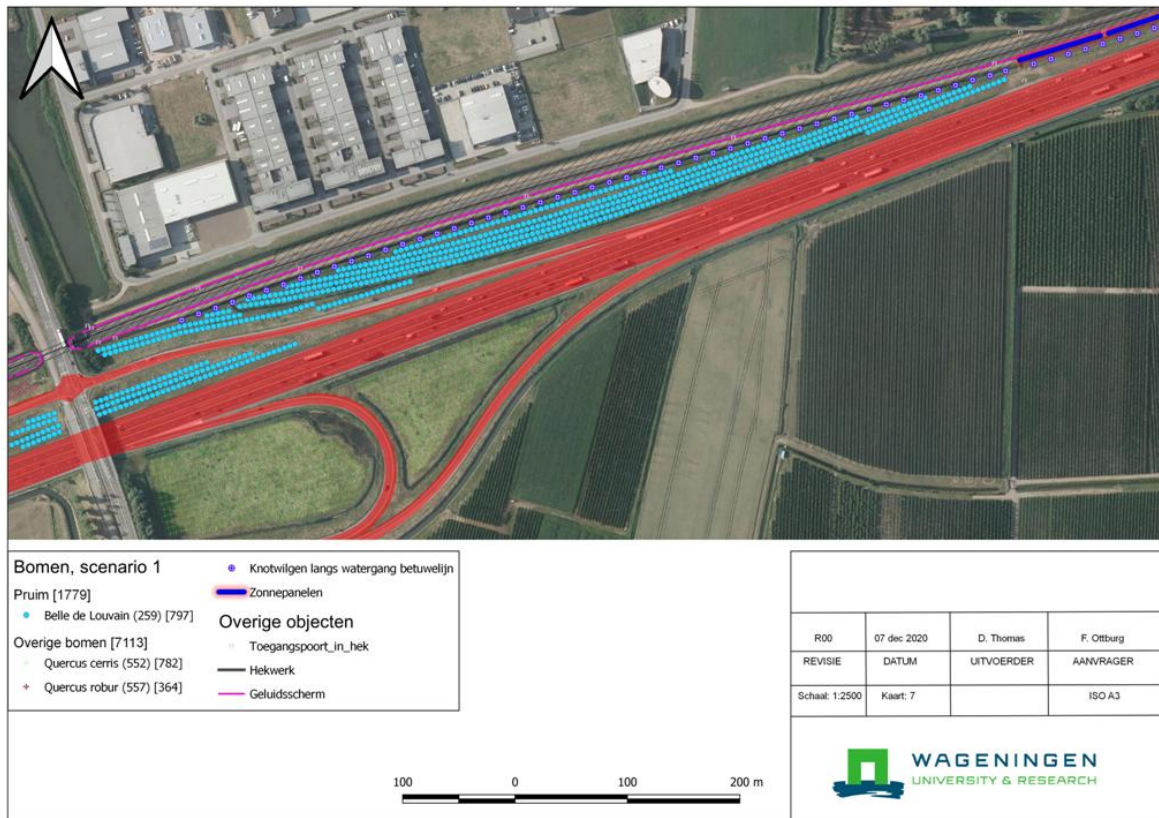 Bomen, scenario 1
Pruim [1779]
Belle de Louvain (259) [797]
Overige bomen [7113]
Quercus cerris (552) [782]
Quercus robur (557) [364]
Knotwilgen langs watergang betuwelijn
Zonnepanelen
Overige objecten
Toegangspoort_in_hek
Hekwerk
Geluidsscherm
100 0 100 200 m
R00 07 dec 2020 D. Thomas F. Ottburg
REVISIE DATUM UITVOERDER AANVRAGER
Schaal: 1:2500 Kaart: 7 ISO A3
WAGENINGEN
UNIVERSITY & RESEARCH